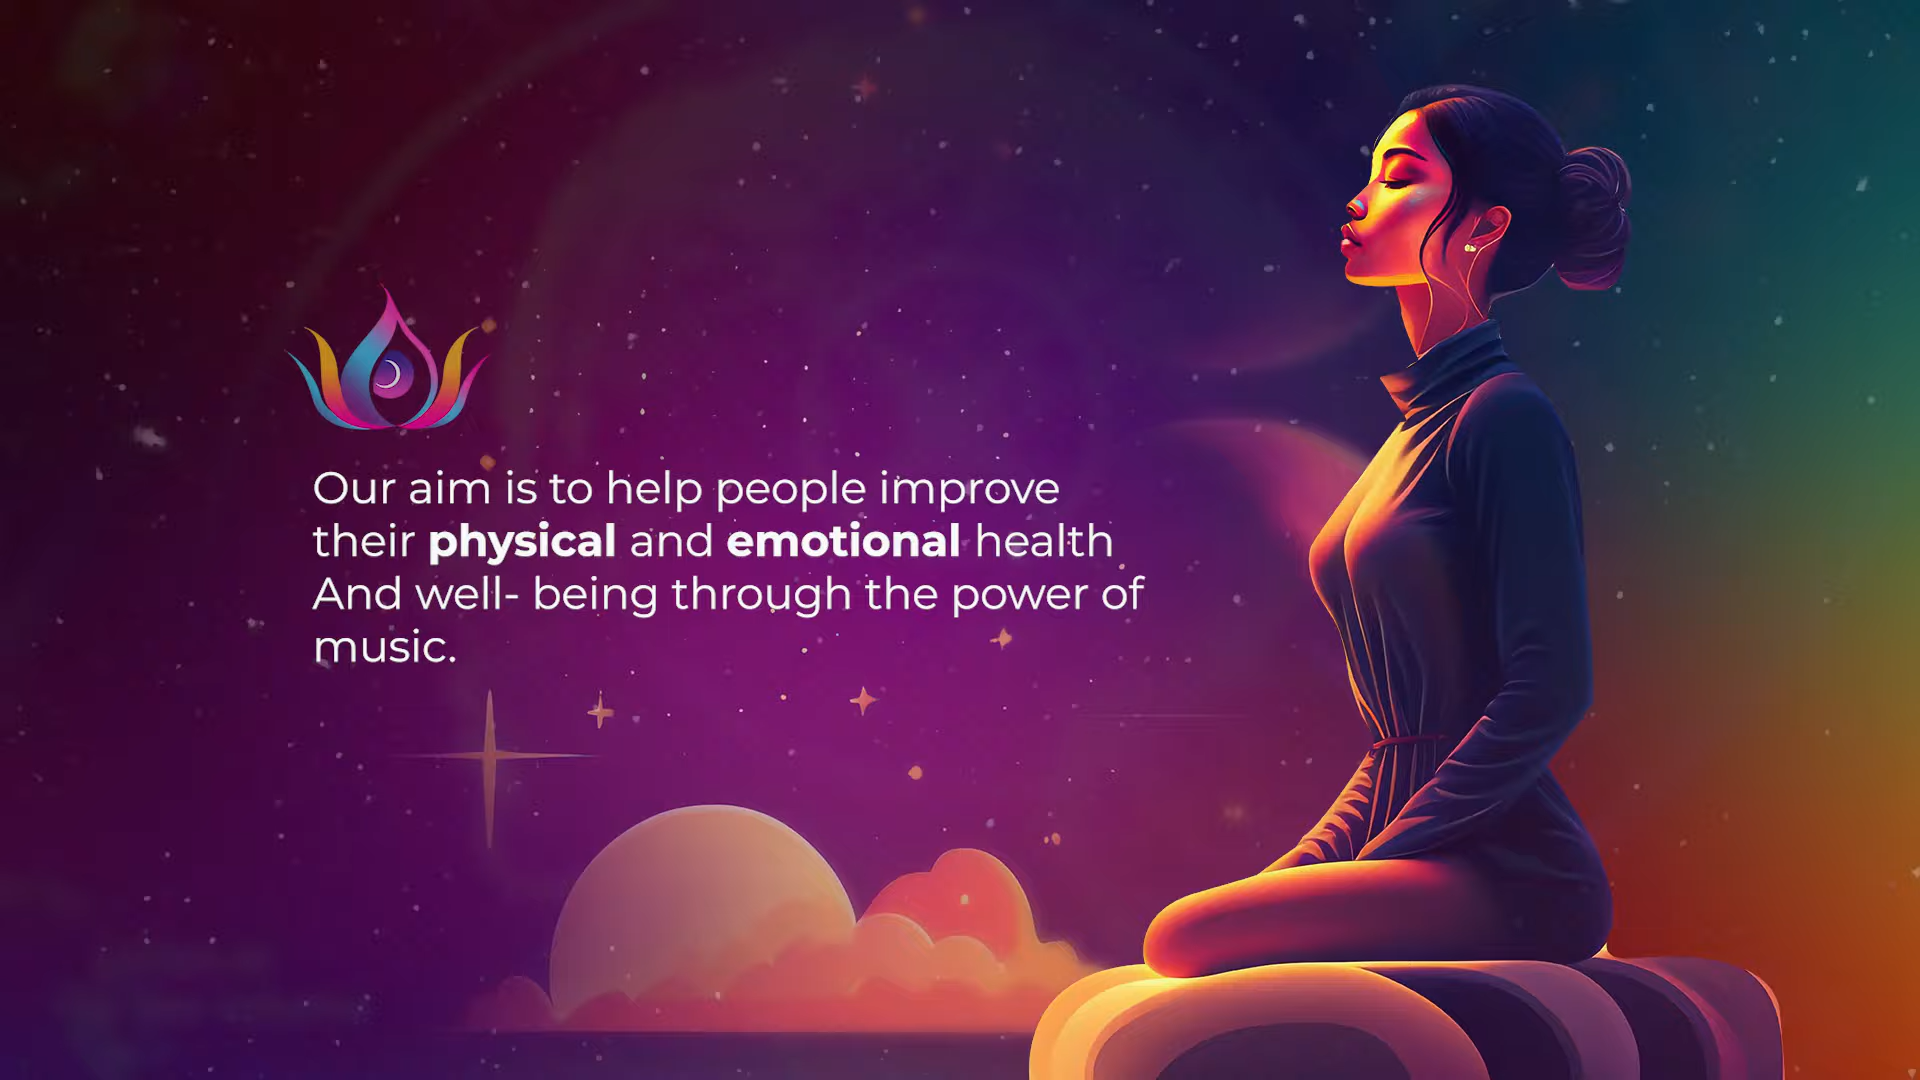 Our aim is to help people improve
their physical and emotional health
And well- being through the power of
music.